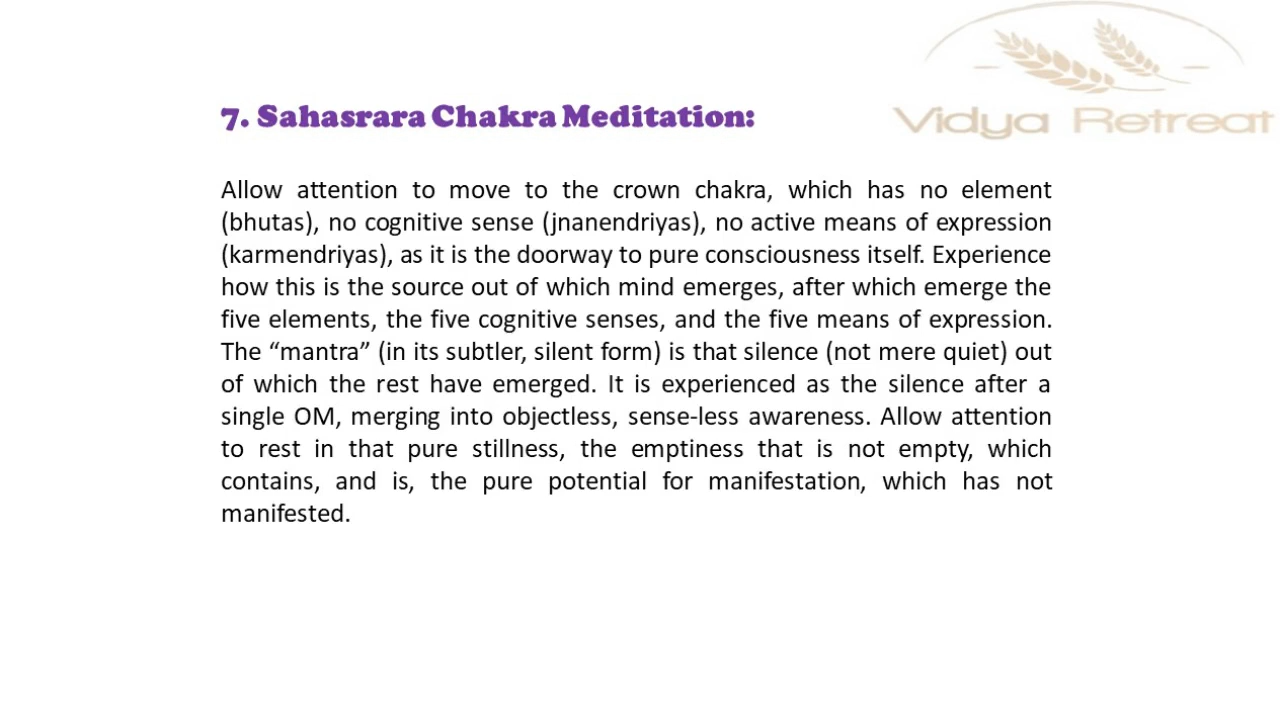 Vidya Retreat
7. Sahasrara Chakra Meditation:
Allow attention to move to the crown chakra, which has no element
(bhutas), no cognitive sense (jnanendriyas), no active means of expression
(karmendriyas), as it is the doorway to pure consciousness itself. Experience
how this is the source out of which mind emerges, after which emerge the
five elements, the five cognitive senses, and the five means of expression.
The “mantra” (in its subtler, silent form) is that silence (not mere quiet) out
of which the rest have emerged. It is experienced as the silence after a
single OM, merging into objectless, sense-less awareness. Allow attention
to rest in that pure stillness, the emptiness that is not empty, which
contains, and is, the pure potential for manifestation, which has not
manifested.